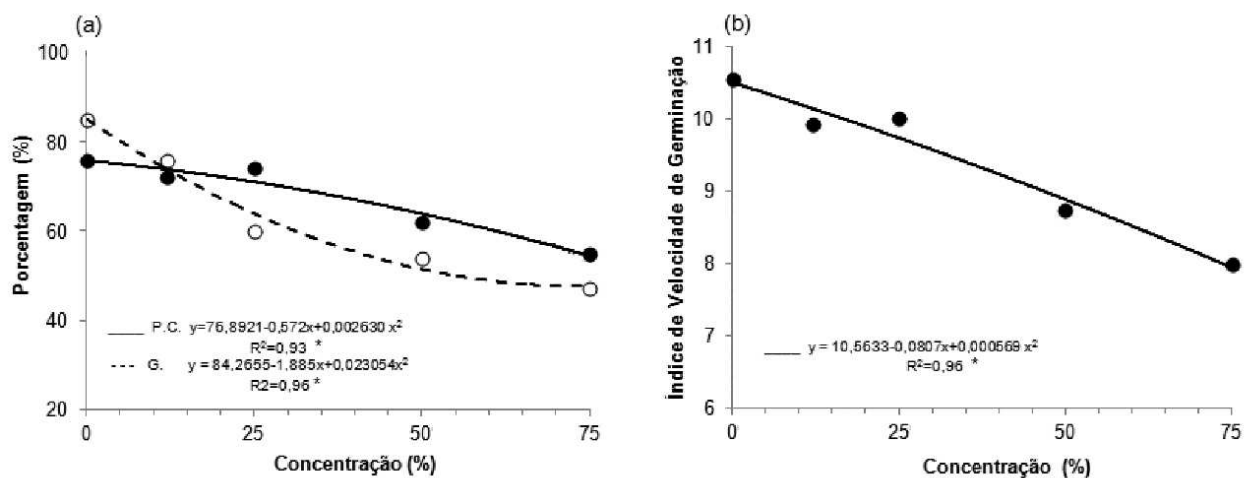 (a)
100
80
60
40
20
Porcentagem (%)
P.C. y=76,8921-0,572x+0,002630 x²
R²=0,93 *
G. y = 84,2655-1,885x+0,023054x²
R2=0,96 *
0 25 50 75
Concentração (%)
(b)
11
10
9
8
7
6
Índice de Velocidade de Germinação
y = 10,5633-0,0807x+0,000569 x²
R²=0,96 *
0 25 50 75
Concentração (%)